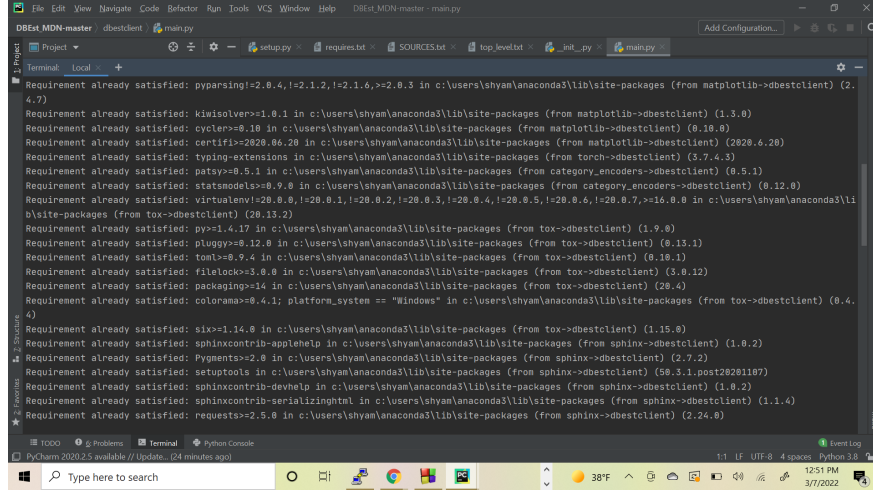 File Edit View Navigate Code Refactor Run Tools VCS Window Help DBEst_MDN-master - main.py
DBEst_MDN-master dbestclient main.py Add Configuration...
Project setup.py requires.txt SOURCES.txt top_level.txt __init__.py main.py
1: Project
Terminal: Local +
Requirement already satisfied: pyparsing!=2.0.4,!=2.1.2,!=2.1.6,>=2.0.3 in c:\users\shyam\anaconda3\lib\site-packages (from matplotlib->dbestclient) (2.
4.7)
Requirement already satisfied: kiwisolver>=1.0.1 in c:\users\shyam\anaconda3\lib\site-packages (from matplotlib->dbestclient) (1.3.0)
Requirement already satisfied: cycler>=0.10 in c:\users\shyam\anaconda3\lib\site-packages (from matplotlib->dbestclient) (0.10.0)
Requirement already satisfied: certifi>=2020.06.20 in c:\users\shyam\anaconda3\lib\site-packages (from matplotlib->dbestclient) (2020.6.20)
Requirement already satisfied: typing-extensions in c:\users\shyam\anaconda3\lib\site-packages (from torch->dbestclient) (3.7.4.3)
Requirement already satisfied: patsy>=0.5.1 in c:\users\shyam\anaconda3\lib\site-packages (from category_encoders->dbestclient) (0.5.1)
Requirement already satisfied: statsmodels>=0.9.0 in c:\users\shyam\anaconda3\lib\site-packages (from category_encoders->dbestclient) (0.12.0)
Requirement already satisfied: virtualenv!=20.0.0,!=20.0.1,!=20.0.2,!=20.0.3,!=20.0.4,!=20.0.5,!=20.0.6,!=20.0.7,>=16.0.0 in c:\users\shyam\anaconda3\li
b\site-packages (from tox->dbestclient) (20.13.2)
Requirement already satisfied: py>=1.4.17 in c:\users\shyam\anaconda3\lib\site-packages (from tox->dbestclient) (1.9.0)
Requirement already satisfied: pluggy>=0.12.0 in c:\users\shyam\anaconda3\lib\site-packages (from tox->dbestclient) (0.13.1)
Requirement already satisfied: toml>=0.9.4 in c:\users\shyam\anaconda3\lib\site-packages (from tox->dbestclient) (0.10.1)
Requirement already satisfied: filelock>=3.0.0 in c:\users\shyam\anaconda3\lib\site-packages (from tox->dbestclient) (3.0.12)
Requirement already satisfied: packaging>=14 in c:\users\shyam\anaconda3\lib\site-packages (from tox->dbestclient) (20.4)
Requirement already satisfied: colorama>=0.4.1; platform_system == "Windows" in c:\users\shyam\anaconda3\lib\site-packages (from tox->dbestclient) (0.4.
4)
Requirement already satisfied: six>=1.14.0 in c:\users\shyam\anaconda3\lib\site-packages (from tox->dbestclient) (1.15.0)
Requirement already satisfied: sphinxcontrib-applehelp in c:\users\shyam\anaconda3\lib\site-packages (from sphinx->dbestclient) (1.0.2)
Requirement already satisfied: Pygments>=2.0 in c:\users\shyam\anaconda3\lib\site-packages (from sphinx->dbestclient) (2.7.2)
Requirement already satisfied: setuptools in c:\users\shyam\anaconda3\lib\site-packages (from sphinx->dbestclient) (50.3.1.post20201107)
Requirement already satisfied: sphinxcontrib-devhelp in c:\users\shyam\anaconda3\lib\site-packages (from sphinx->dbestclient) (1.0.2)
Requirement already satisfied: sphinxcontrib-serializinghtml in c:\users\shyam\anaconda3\lib\site-packages (from sphinx->dbestclient) (1.1.4)
Requirement already satisfied: requests>=2.5.0 in c:\users\shyam\anaconda3\lib\site-packages (from sphinx->dbestclient) (2.24.0)
Z: Structure
2: Favorites
TODO 6: Problems Terminal Python Console 1 Event Log
PyCharm 2020.2.5 available // Update... (24 minutes ago) 1:1 LF UTF-8 4 spaces Python 3.8
Type here to search 38°F 12:51 PM
3/7/2022 4